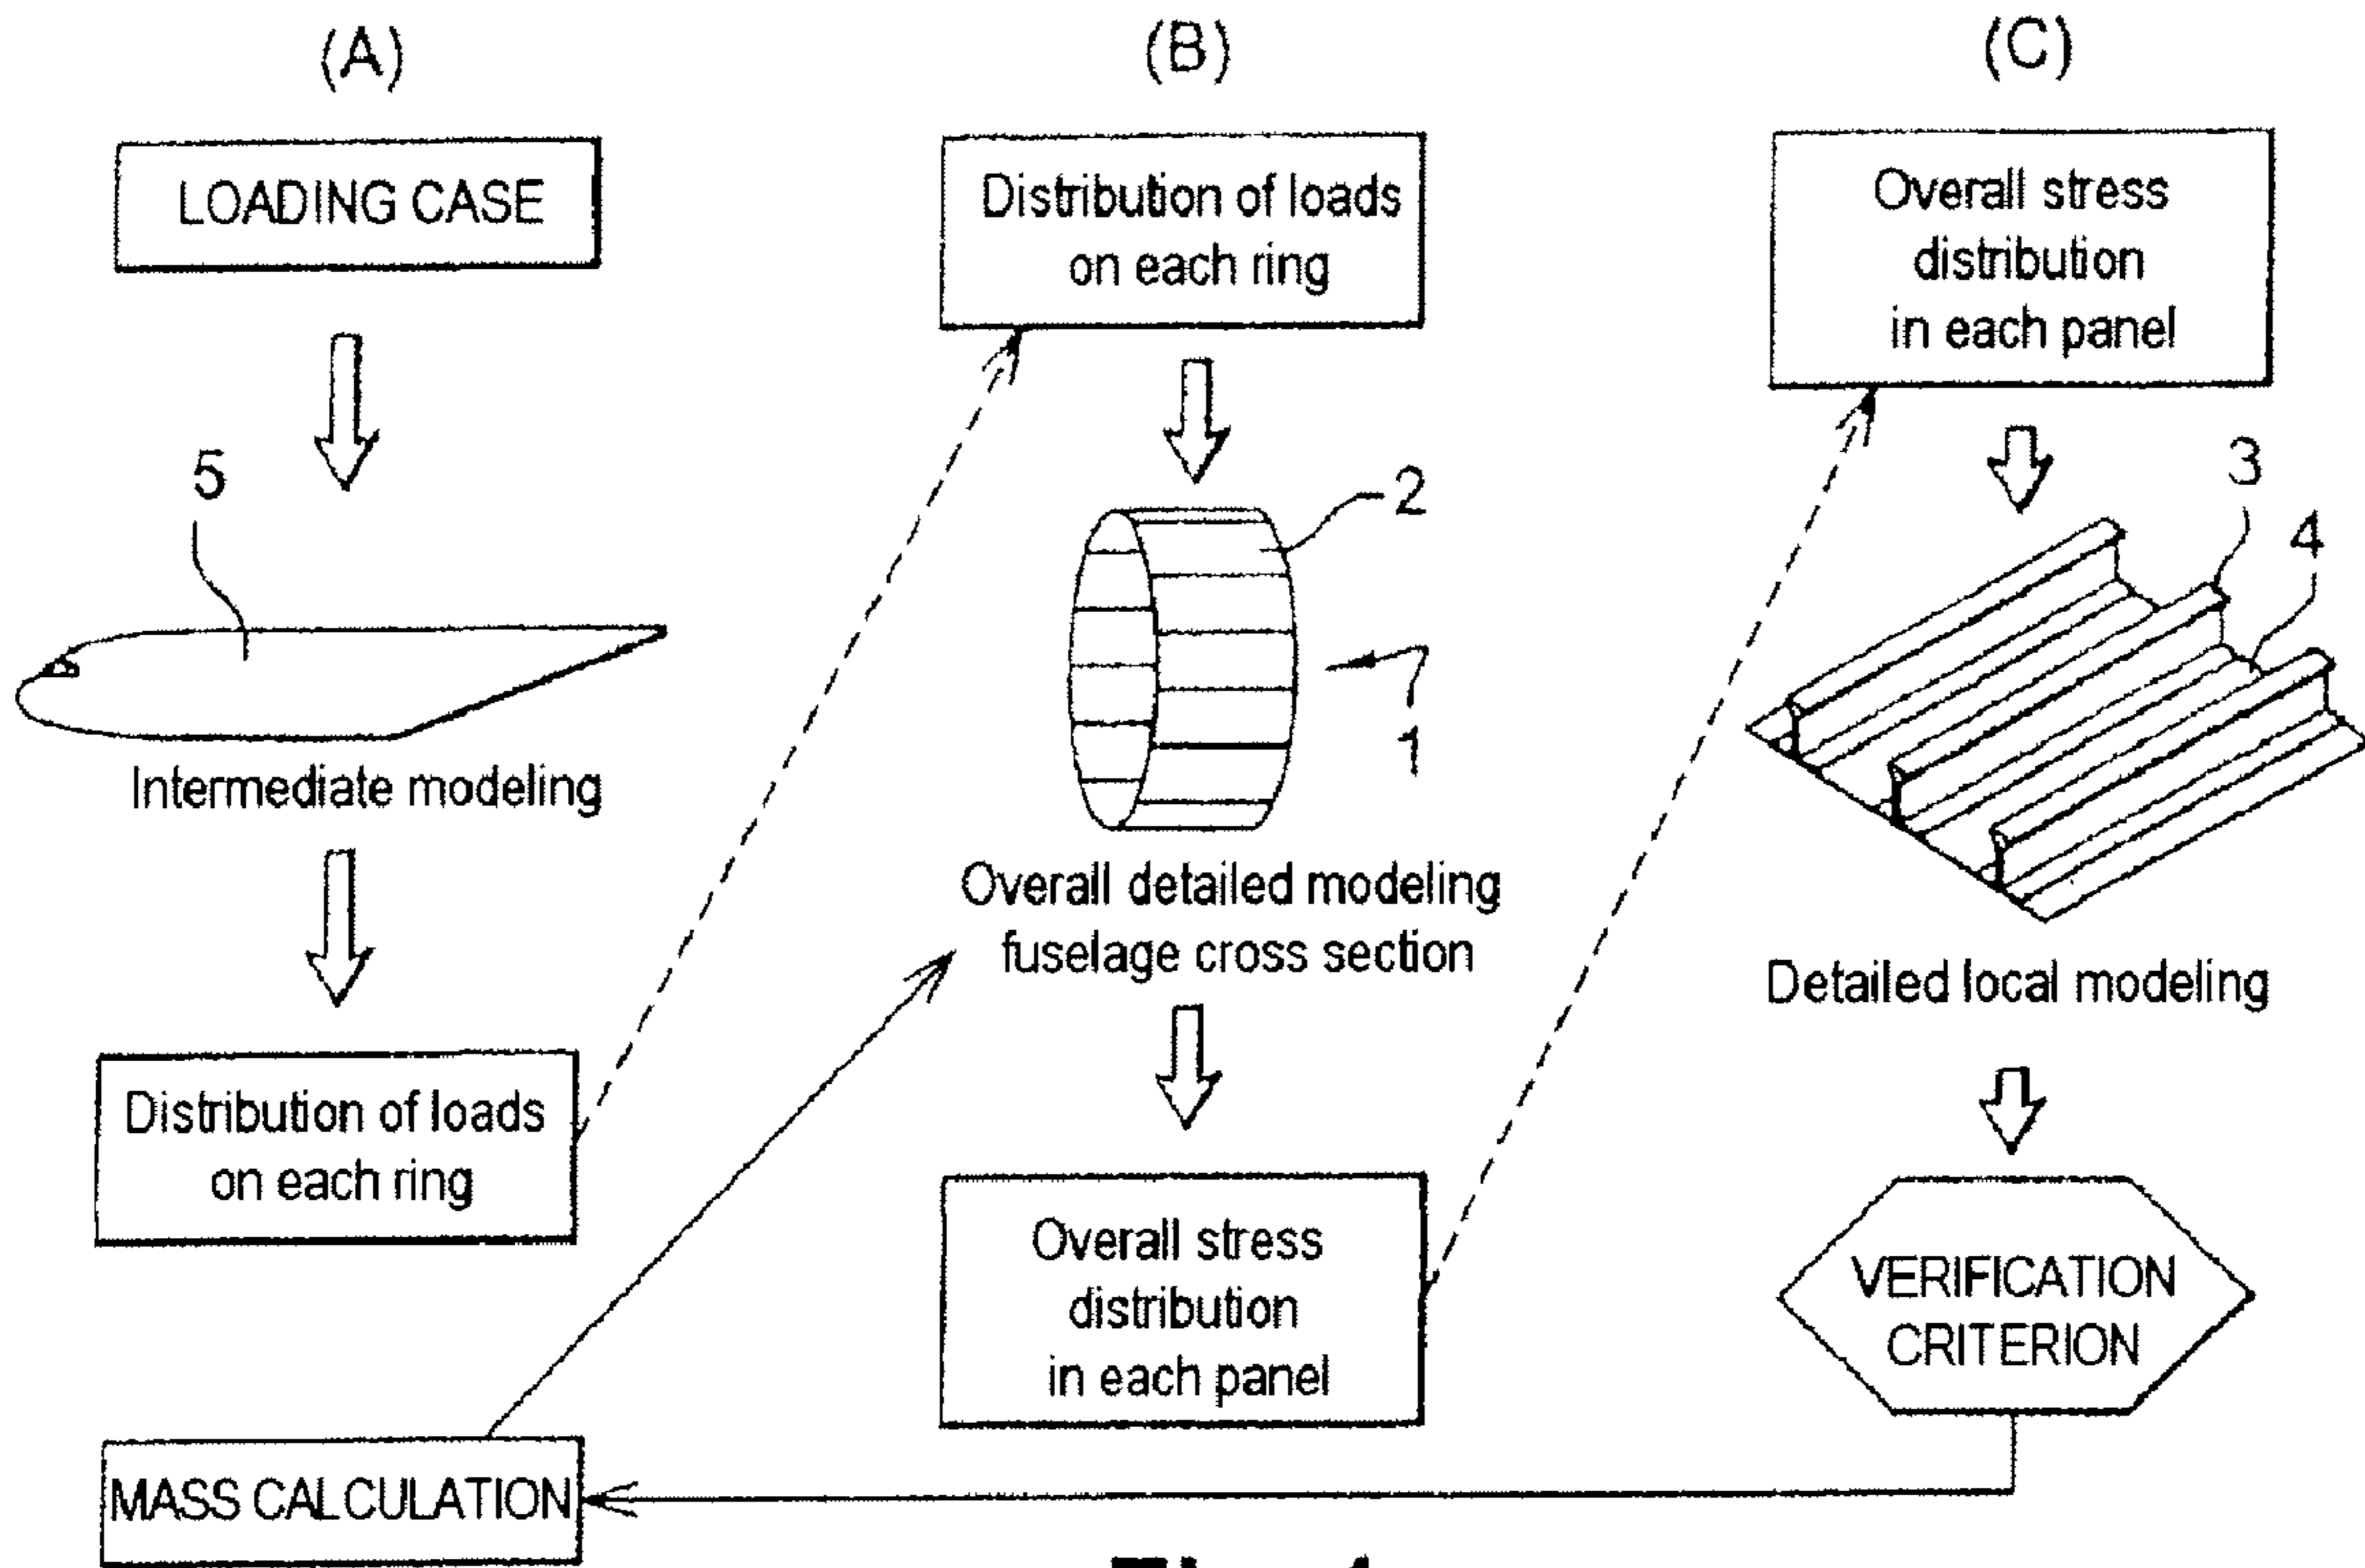 (A)
LOADING CASE
5
Intermediate modeling
Distribution of loads
on each ring
MASS CALCULATION
(B)
Distribution of loads
on each ring
2
1
Overall detailed modeling
fuselage cross section
Overall stress
distribution
in each panel
(C)
Overall stress
distribution
in each panel
3
4
Detailed local modeling
VERIFICATION
CRITERION